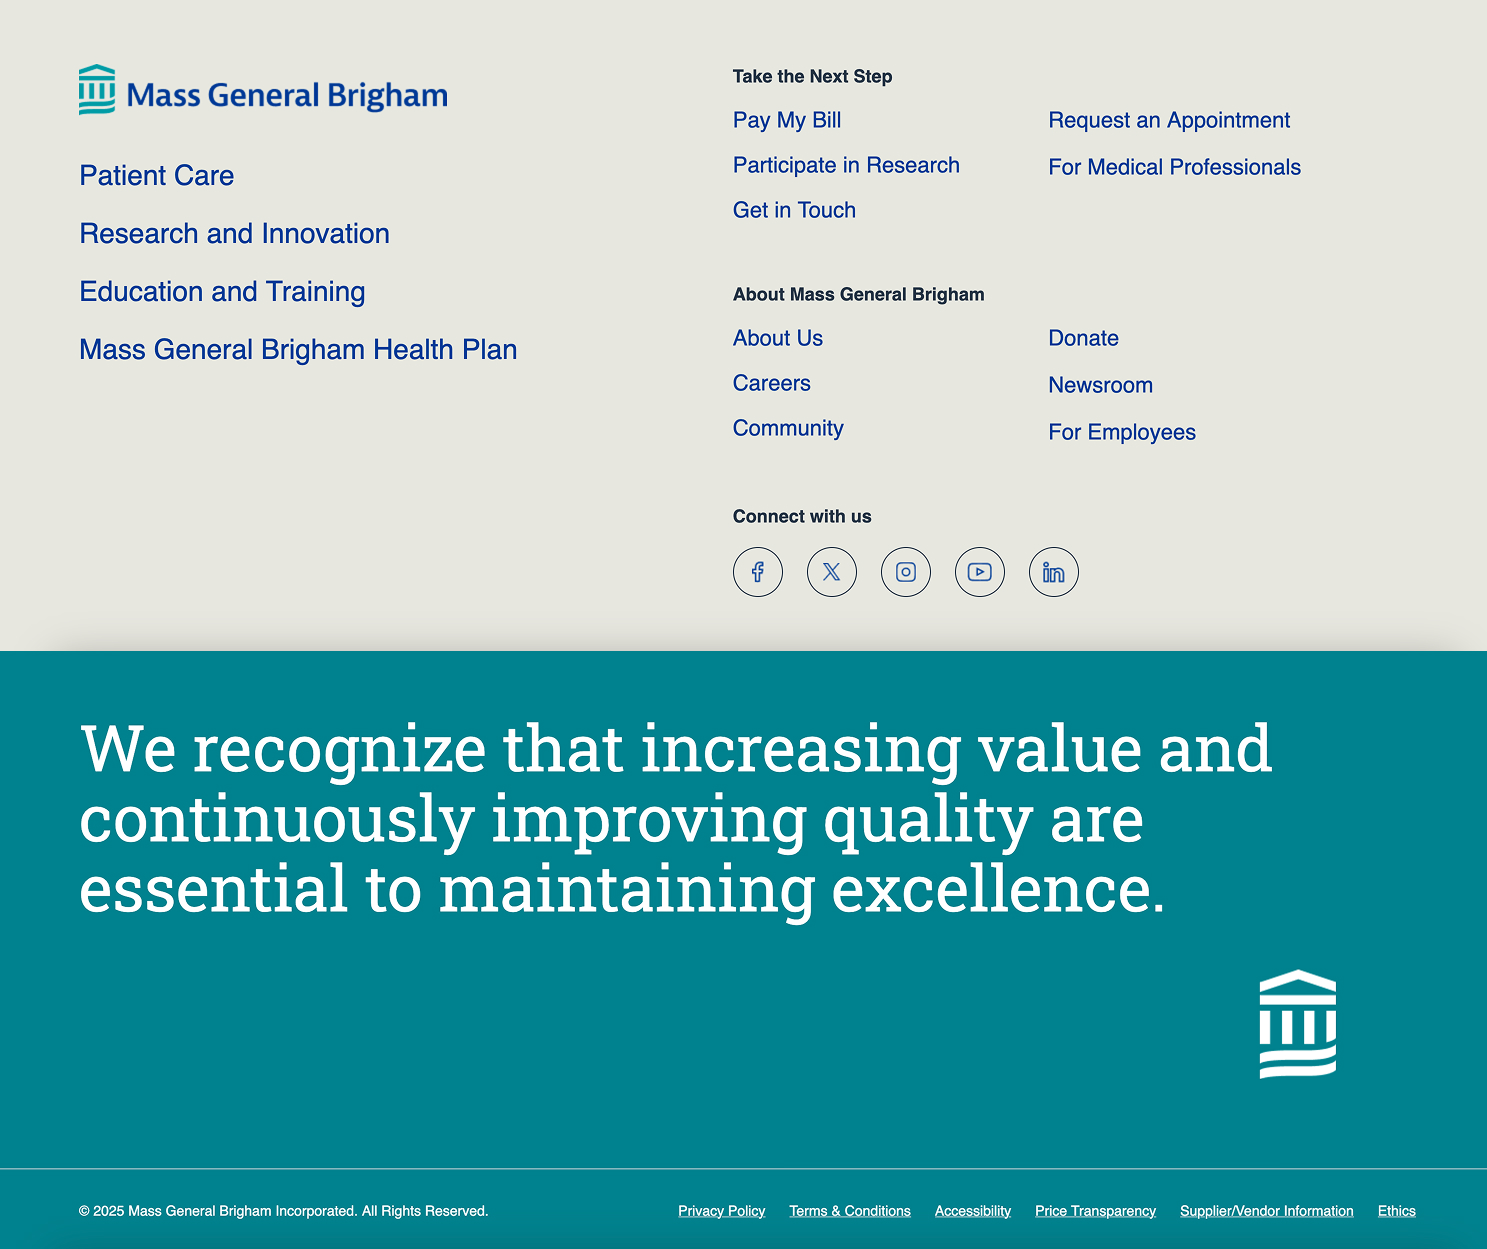 Mass General Brigham
Patient Care
Research and Innovation
Education and Training
Mass General Brigham Health Plan
Take the Next Step
Pay My Bill
Participate in Research
Get in Touch
Request an Appointment
For Medical Professionals
About Mass General Brigham
About Us
Careers
Community
Donate
Newsroom
For Employees
Connect with us
We recognize that increasing value and
continuously improving quality are
essential to maintaining excellence.
© 2025 Mass General Brigham Incorporated. All Rights Reserved.
Privacy Policy Terms & Conditions Accessibility Price Transparency Supplier/Vendor Information Ethics